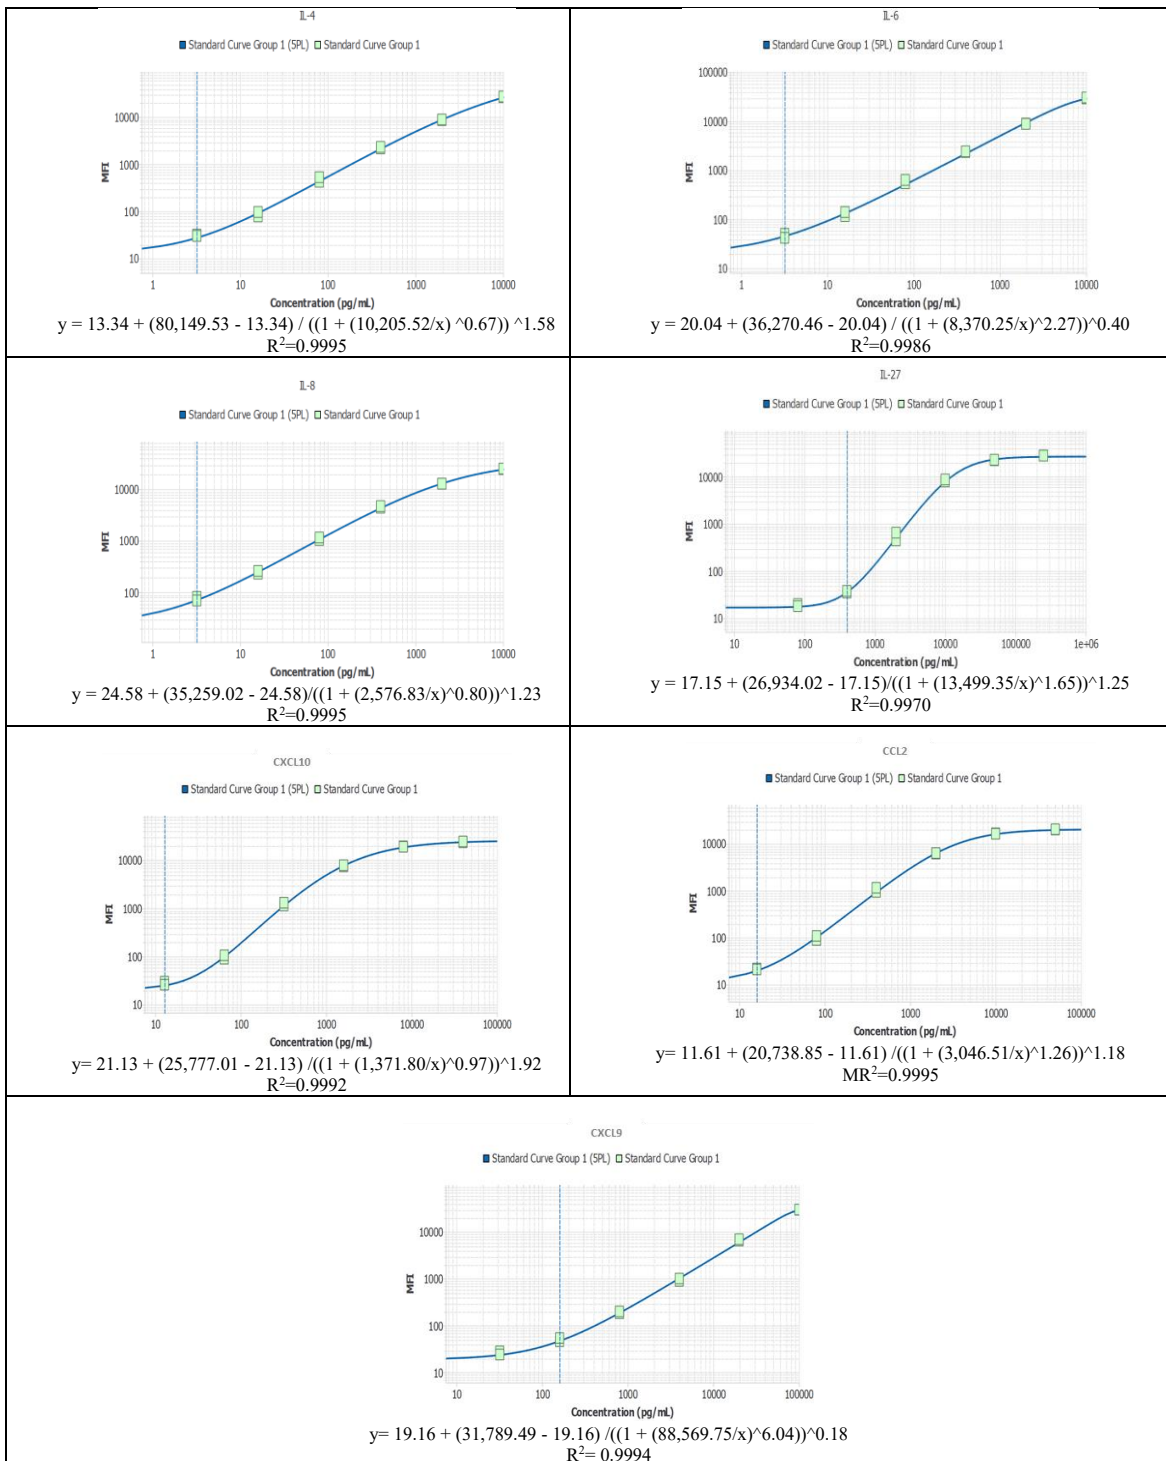 IL-4
Standard Curve Group 1 (5PL) Standard Curve Group 1
10000
1000
100
10
MFI
1 10 100 1000 10000
Concentration (pg/mL)
y = 13.34 + (80,149.53 - 13.34) / ((1 + (10,205.52/x) ^0.67)) ^1.58
R²=0.9995
IL-6
Standard Curve Group 1 (5PL) Standard Curve Group 1
100000
10000
1000
100
10
MFI
1 10 100 1000 10000
Concentration (pg/mL)
y = 20.04 + (36,270.46 - 20.04) / ((1 + (8,370.25/x)^2.27))^0.40
R²=0.9986
IL-8
Standard Curve Group 1 (5PL) Standard Curve Group 1
10000
1000
100
MFI
1 10 100 1000 10000
Concentration (pg/mL)
y = 24.58 + (35,259.02 - 24.58)/((1 + (2,576.83/x)^0.80))^1.23
R²=0.9995
IL-27
Standard Curve Group 1 (5PL) Standard Curve Group 1
10000
1000
100
10
MFI
10 100 1000 10000 100000 1e+06
Concentration (pg/mL)
y = 17.15 + (26,934.02 - 17.15)/((1 + (13,499.35/x)^1.65))^1.25
R²=0.9970
CXCL10
Standard Curve Group 1 (5PL) Standard Curve Group 1
10000
1000
100
10
MFI
10 100 1000 10000 100000
Concentration (pg/mL)
y= 21.13 + (25,777.01 - 21.13) /((1 + (1,371.80/x)^0.97))^1.92
R²=0.9992
CCL2
Standard Curve Group 1 (5PL) Standard Curve Group 1
10000
1000
100
10
MFI
10 100 1000 10000 100000
Concentration (pg/mL)
y= 11.61 + (20,738.85 - 11.61) /((1 + (3,046.51/x)^1.26))^1.18
MR²=0.9995
CXCL9
Standard Curve Group 1 (5PL) Standard Curve Group 1
10000
1000
100
10
MFI
10 100 1000 10000 100000
Concentration (pg/mL)
y= 19.16 + (31,789.49 - 19.16) /((1 + (88,569.75/x)^6.04))^0.18
R²= 0.9994